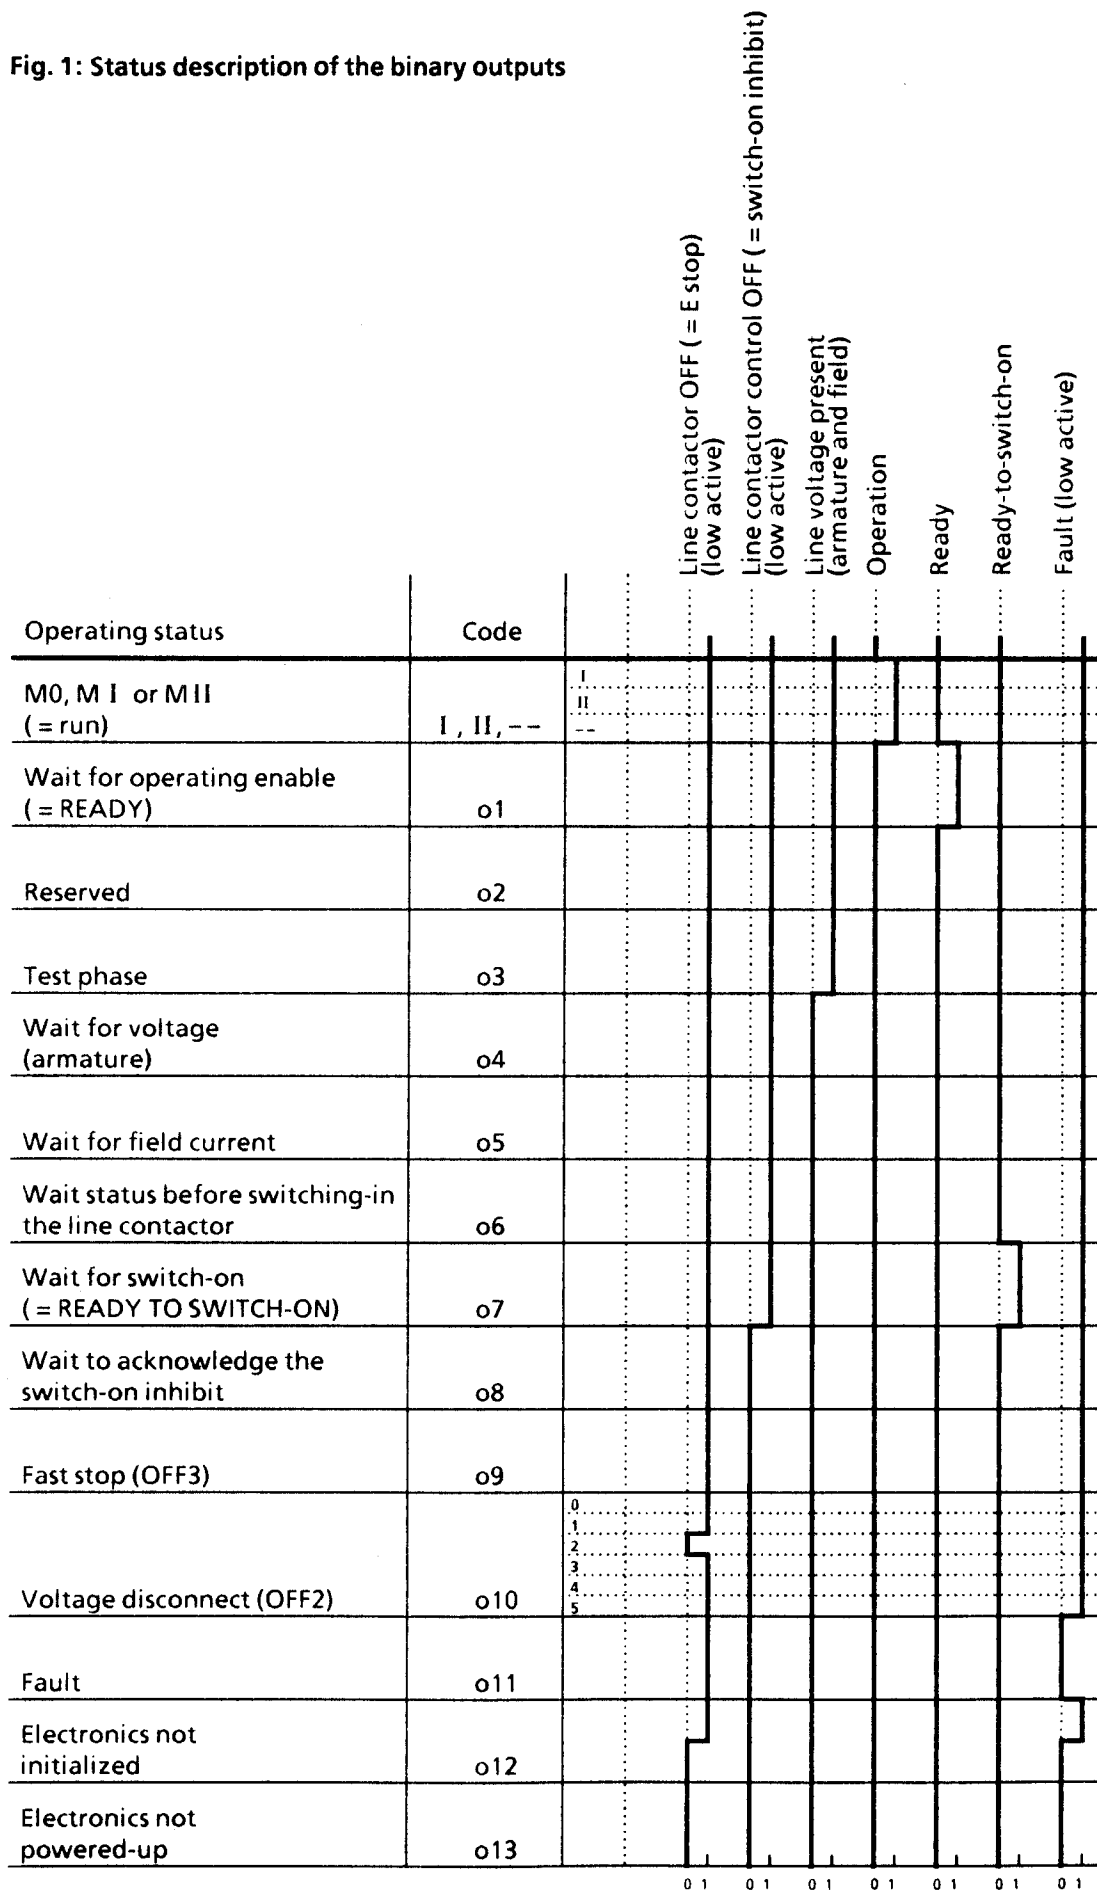 Fig. 1: Status description of the binary outputs
Line contactor OFF ( = E stop)
(low active)
Line contactor control OFF ( = switch-on inhibit)
(low active)
Line voltage present
(armature and field)
Operation
Ready
Ready-to-switch-on
Fault (low active)
Operating status
Code
M0, M I or M II
( = run)
I , II, – –
I
II
– –
Wait for operating enable
( = READY)
o1
Reserved
o2
Test phase
o3
Wait for voltage
(armature)
o4
Wait for field current
o5
Wait status before switching-in
the line contactor
o6
Wait for switch-on
( = READY TO SWITCH-ON)
o7
Wait to acknowledge the
switch-on inhibit
o8
Fast stop (OFF3)
o9
Voltage disconnect (OFF2)
o10
0
1
2
3
4
5
Fault
o11
Electronics not
initialized
o12
Electronics not
powered-up
o13
0 1 0 1 0 1 0 1 0 1 0 1 0 1